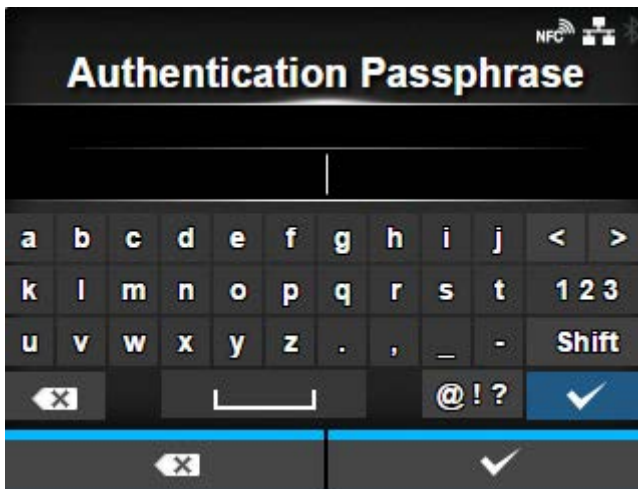 NFC
Authentication Passphrase
a b c d e f g h i j < >
k l m n o p q r s t 1 2 3
u v w x y z . , _ - Shift
@ ! ?